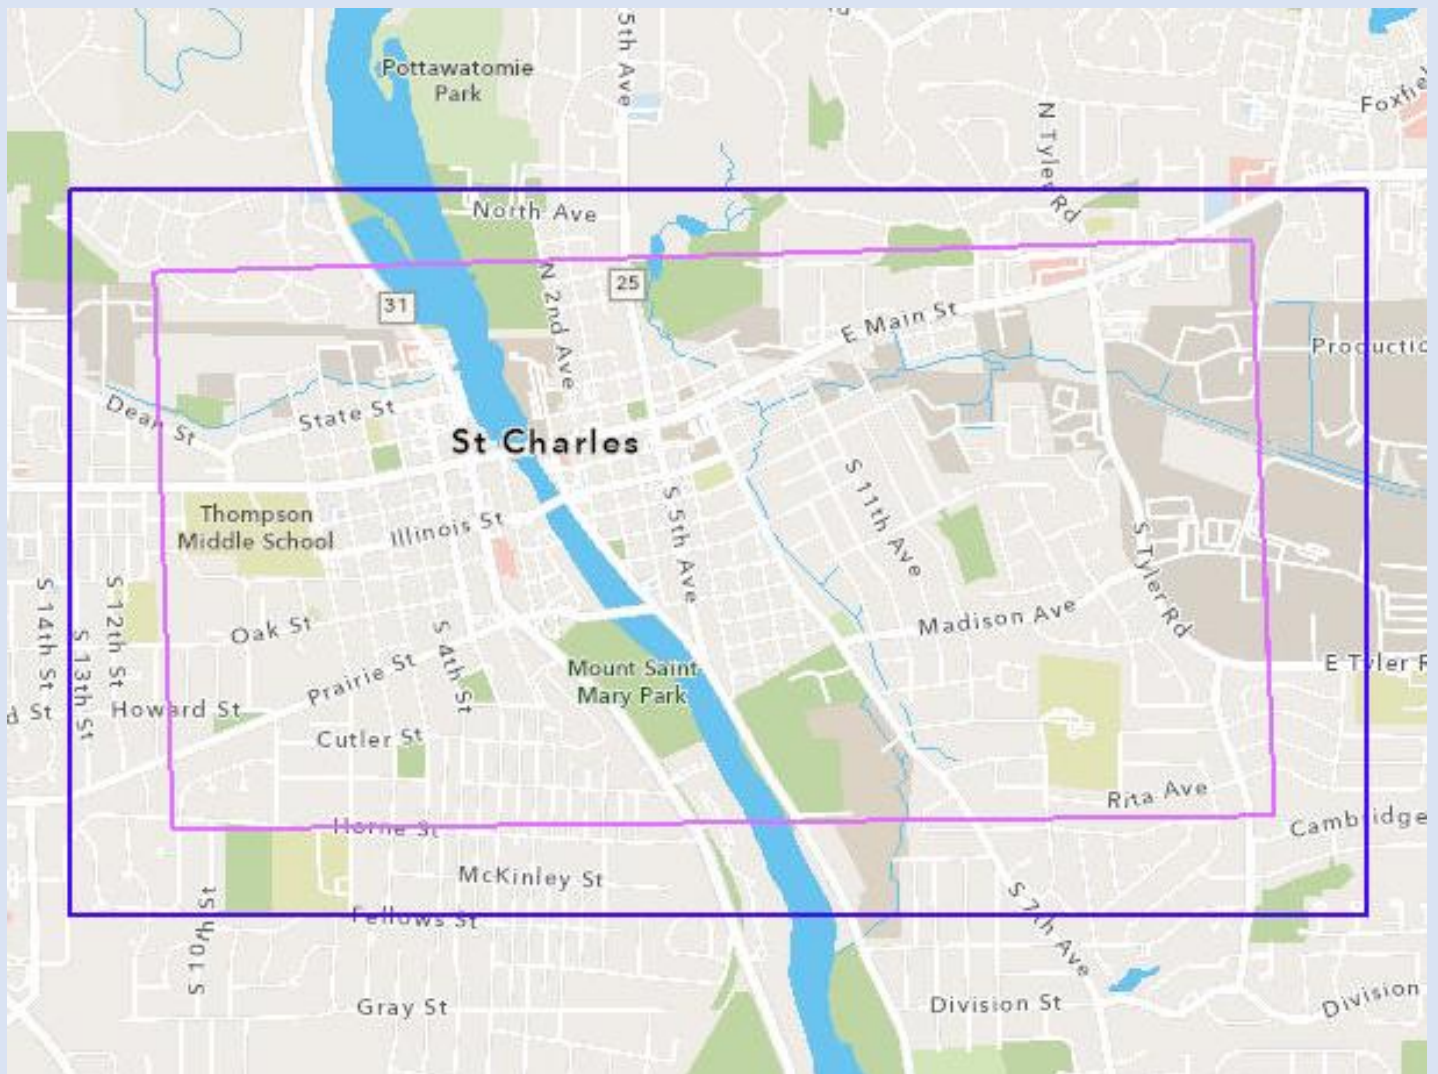 5th Ave
Pottawatomie
Park
N Tyler Rd
North Ave
31
25
N 2nd Ave
E Main St
Dean St
State St
St Charles
Thompson
Middle School
Illinois St
S 5th Ave
S 11th Ave
S Tyler Rd
S 14th St
S 13th St
S 12th St
Oak St
Madison Ave
Prairie St
S 4th St
Mount Saint
Mary Park
E Tyler R
d St
Howard St
Cutler St
Rita Ave
Horne St
Cambridge
McKinley St
Fellows St
S 10th St
S 7th Ave
Gray St
Division St
Division